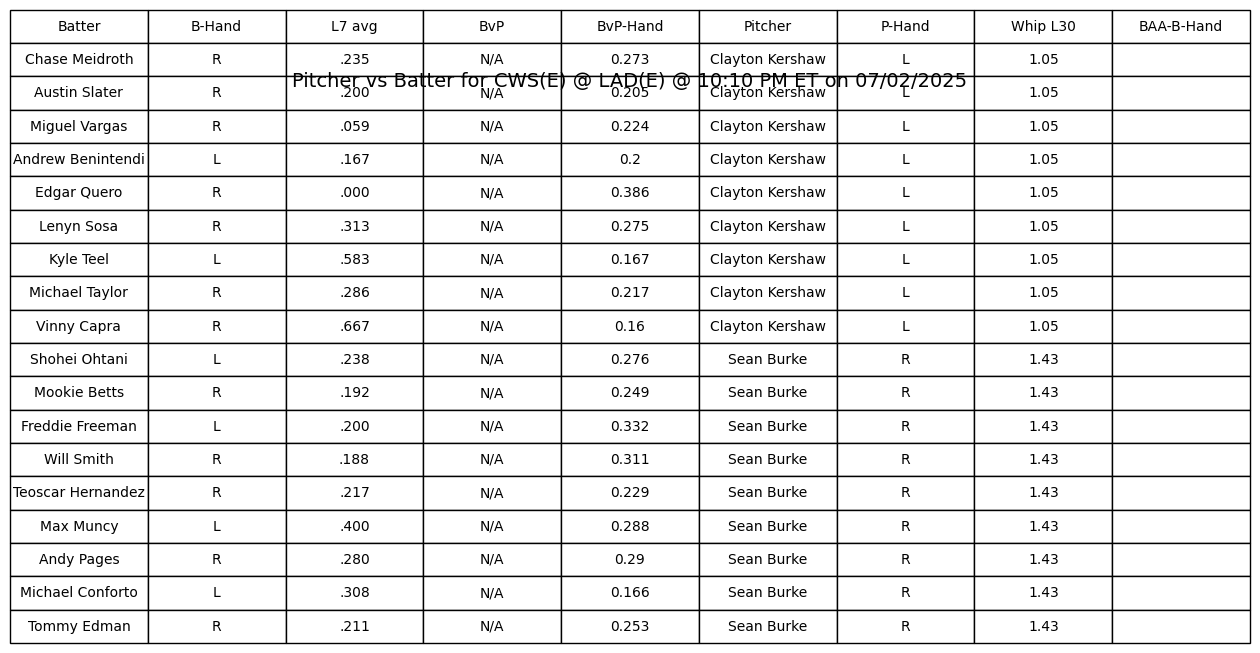 Batter B-Hand L7 avg BvP BvP-Hand Pitcher P-Hand Whip L30 BAA-B-Hand
Chase Meidroth R .235 N/A 0.273 Clayton Kershaw L 1.05
Pitcher vs Batter for CWS(E) @ LAD(E) @ 10:10 PM ET on 07/02/2025
Austin Slater R .200 N/A 0.205 Clayton Kershaw L 1.05
Miguel Vargas R .059 N/A 0.224 Clayton Kershaw L 1.05
Andrew Benintendi L .167 N/A 0.2 Clayton Kershaw L 1.05
Edgar Quero R .000 N/A 0.386 Clayton Kershaw L 1.05
Lenyn Sosa R .313 N/A 0.275 Clayton Kershaw L 1.05
Kyle Teel L .583 N/A 0.167 Clayton Kershaw L 1.05
Michael Taylor R .286 N/A 0.217 Clayton Kershaw L 1.05
Vinny Capra R .667 N/A 0.16 Clayton Kershaw L 1.05
Shohei Ohtani L .238 N/A 0.276 Sean Burke R 1.43
Mookie Betts R .192 N/A 0.249 Sean Burke R 1.43
Freddie Freeman L .200 N/A 0.332 Sean Burke R 1.43
Will Smith R .188 N/A 0.311 Sean Burke R 1.43
Teoscar Hernandez R .217 N/A 0.229 Sean Burke R 1.43
Max Muncy L .400 N/A 0.288 Sean Burke R 1.43
Andy Pages R .280 N/A 0.29 Sean Burke R 1.43
Michael Conforto L .308 N/A 0.166 Sean Burke R 1.43
Tommy Edman R .211 N/A 0.253 Sean Burke R 1.43